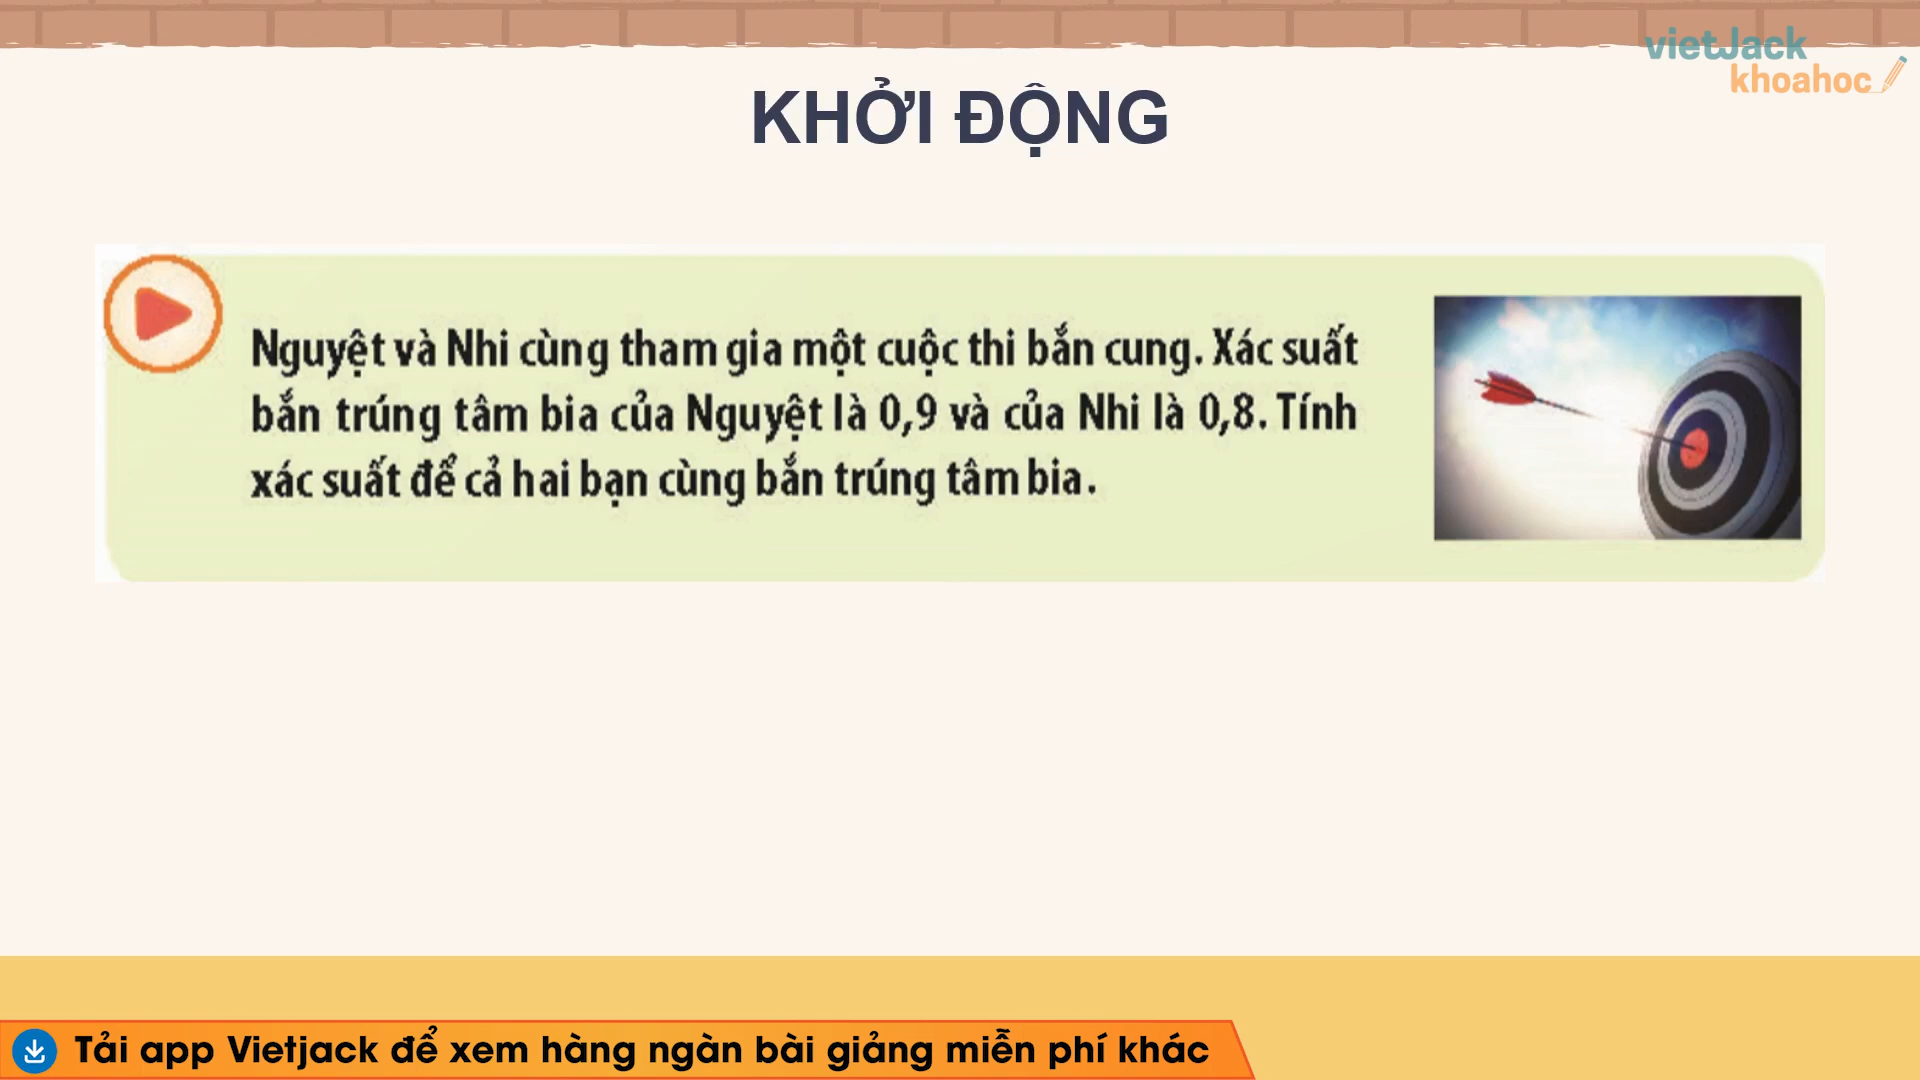 vietJack
khoahoc
KHỞI ĐỘNG
Nguyệt và Nhi cùng tham gia một cuộc thi bắn cung. Xác suất
bắn trúng tâm bia của Nguyệt là 0,9 và của Nhi là 0,8. Tính
xác suất để cả hai bạn cùng bắn trúng tâm bia.
Tải app Vietjack để xem hàng ngàn bài giảng miễn phí khác